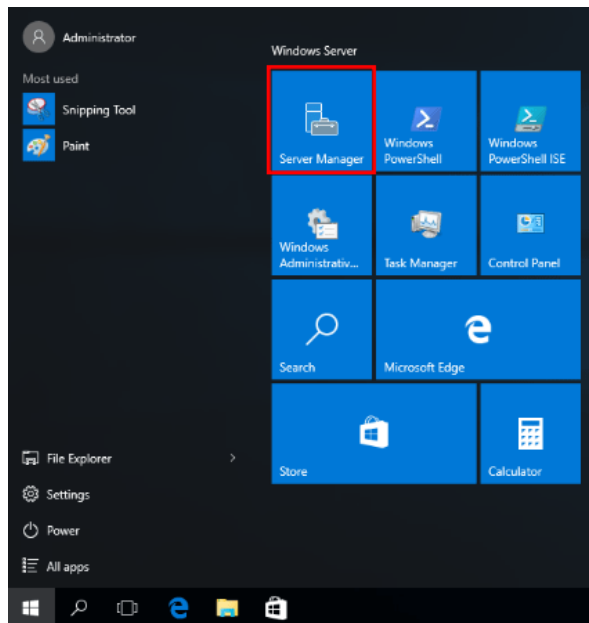 Administrator
Most used
Snipping Tool
Paint
File Explorer
Settings
Power
All apps
Windows Server
Server Manager
Windows
PowerShell
Windows
PowerShell ISE
Windows
Administrativ...
Task Manager
Control Panel
Search
Microsoft Edge
Store
Calculator